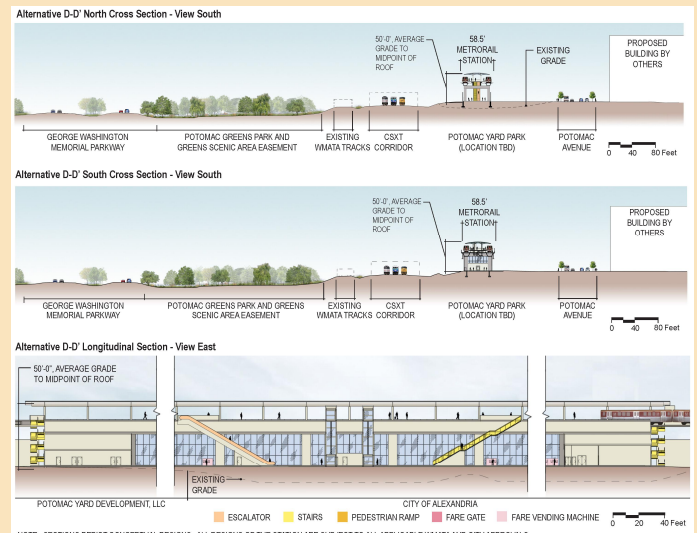 Alternative D-D' North Cross Section - View South
50'-0", AVERAGE
GRADE TO
MIDPOINT OF
ROOF
58.5'
METRORAIL
STATION
EXISTING
GRADE
PROPOSED
BUILDING BY
OTHERS
GEORGE WASHINGTON
MEMORIAL PARKWAY
POTOMAC GREENS PARK AND
GREENS SCENIC AREA EASEMENT
EXISTING
WMATA TRACKS
CSXT
CORRIDOR
POTOMAC YARD PARK
(LOCATION TBD)
POTOMAC
AVENUE
0 40 80 Feet
Alternative D-D' South Cross Section - View South
50'-0", AVERAGE
GRADE TO
MIDPOINT OF
ROOF
58.5'
METRORAIL
STATION
PROPOSED
BUILDING BY
OTHERS
GEORGE WASHINGTON
MEMORIAL PARKWAY
POTOMAC GREENS PARK AND GREENS
SCENIC AREA EASEMENT
EXISTING
WMATA TRACKS
CSXT
CORRIDOR
POTOMAC YARD PARK
(LOCATION TBD)
POTOMAC
AVENUE
0 40 80 Feet
Alternative D-D' Longitudinal Section - View East
50'-0", AVERAGE GRADE
TO MIDPOINT OF ROOF
EXISTING
GRADE
POTOMAC YARD DEVELOPMENT, LLC
CITY OF ALEXANDRIA
ESCALATOR
STAIRS
PEDESTRIAN RAMP
FARE GATE
FARE VENDING MACHINE
0 20 40 Feet